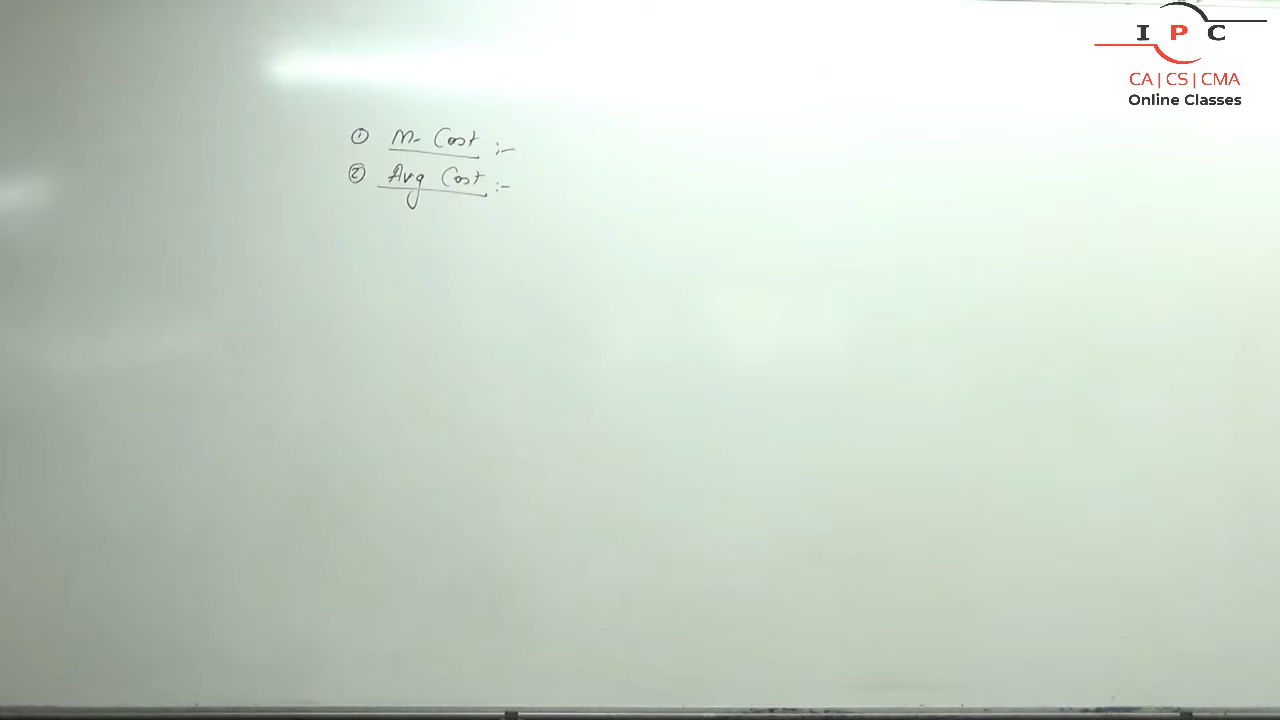 I P C
CA | CS | CMA
Online Classes
① M- Cost :-
② Avg Cost :-